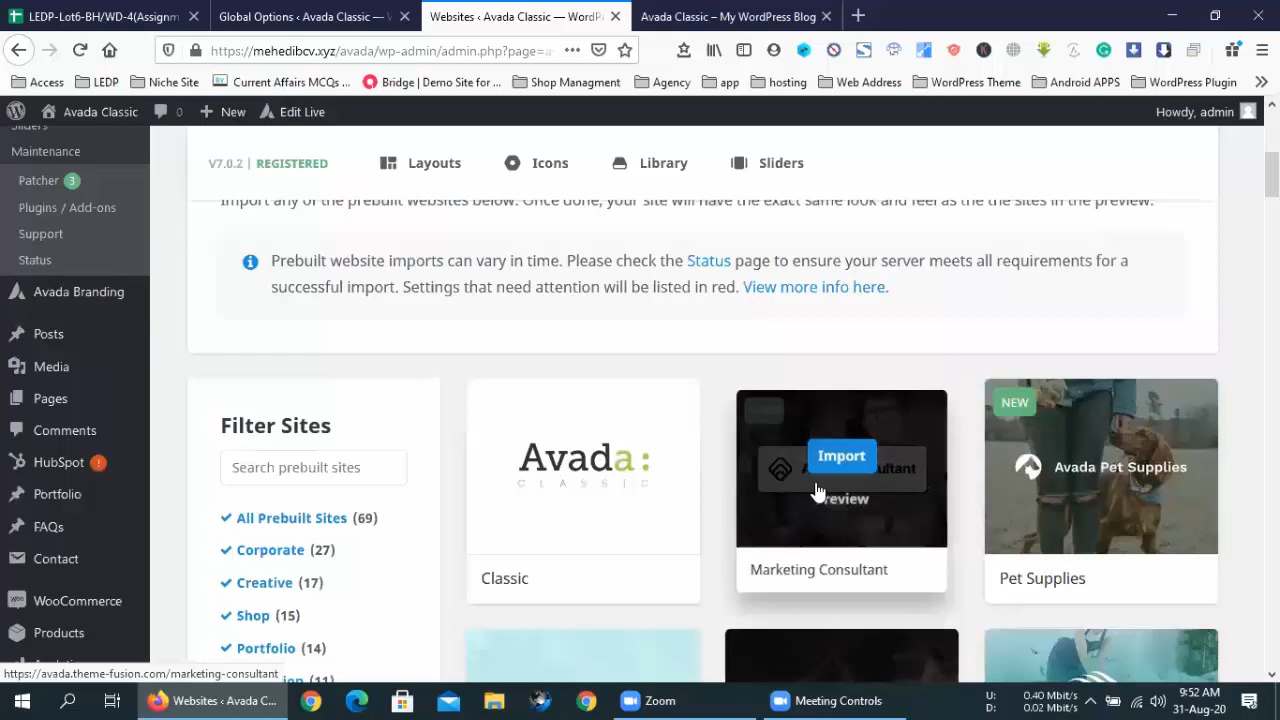 LEDP-Lot6-BH/WD-4(Assignm
Global Options ‹ Avada Classic — W
Websites ‹ Avada Classic — WordPr
Avada Classic – My WordPress Blog
https://mehedibcv.xyz/avada/wp-admin/admin.php?page=a
Access
LEDP
Niche Site
Current Affairs MCQs ...
Bridge | Demo Site for ...
Shop Managment
Agency
app
hosting
Web Address
WordPress Theme
Android APPS
WordPress Plugin
Avada Classic
0
New
Edit Live
Howdy, admin
Sliders
Maintenance
Patcher 3
Plugins / Add-ons
Support
Status
Avada Branding
Posts
Media
Pages
Comments
HubSpot !
Portfolio
FAQs
Contact
WooCommerce
Products
V7.0.2 | REGISTERED
Layouts
Icons
Library
Sliders
Import any of the prebuilt websites below. Once done, your site will have the exact same look and feel as the the sites in the preview.
Prebuilt website imports can vary in time. Please check the Status page to ensure your server meets all requirements for a
successful import. Settings that need attention will be listed in red. View more info here.
Filter Sites
Search prebuilt sites
All Prebuilt Sites (69)
Corporate (27)
Creative (17)
Shop (15)
Portfolio (14)
(11)
Avada:
CLASSIC
Classic
Import
Preview
Marketing Consultant
NEW
Avada Pet Supplies
Pet Supplies
https://avada.theme-fusion.com/marketing-consultant
Websites ‹ Avada C...
Zoom
Meeting Controls
U: 0.40 Mbit/s
D: 0.02 Mbit/s
9:52 AM
31-Aug-20